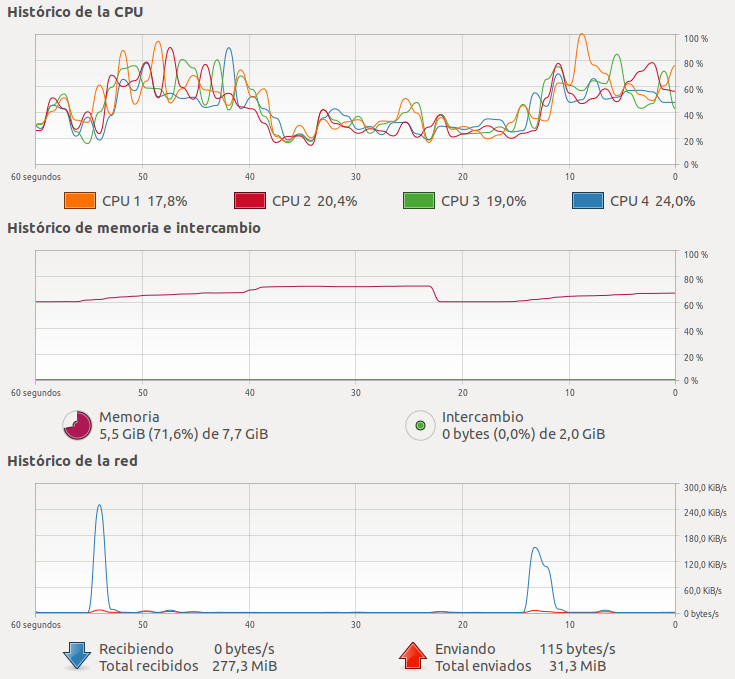 Histórico de la CPU
100 %
80 %
60 %
40 %
20 %
0 %
60 segundos 50 40 30 20 10 0
CPU 1 17,8% CPU 2 20,4% CPU 3 19,0% CPU 4 24,0%
Histórico de memoria e intercambio
100 %
80 %
60 %
40 %
20 %
0 %
60 segundos 50 40 30 20 10 0
Memoria
5,5 GiB (71,6%) de 7,7 GiB
Intercambio
0 bytes (0,0%) de 2,0 GiB
Histórico de la red
300,0 KiB/s
240,0 KiB/s
180,0 KiB/s
120,0 KiB/s
60,0 KiB/s
0 bytes/s
60 segundos 50 40 30 20 10 0
Recibiendo 0 bytes/s
Total recibidos 277,3 MiB
Enviando 115 bytes/s
Total enviados 31,3 MiB